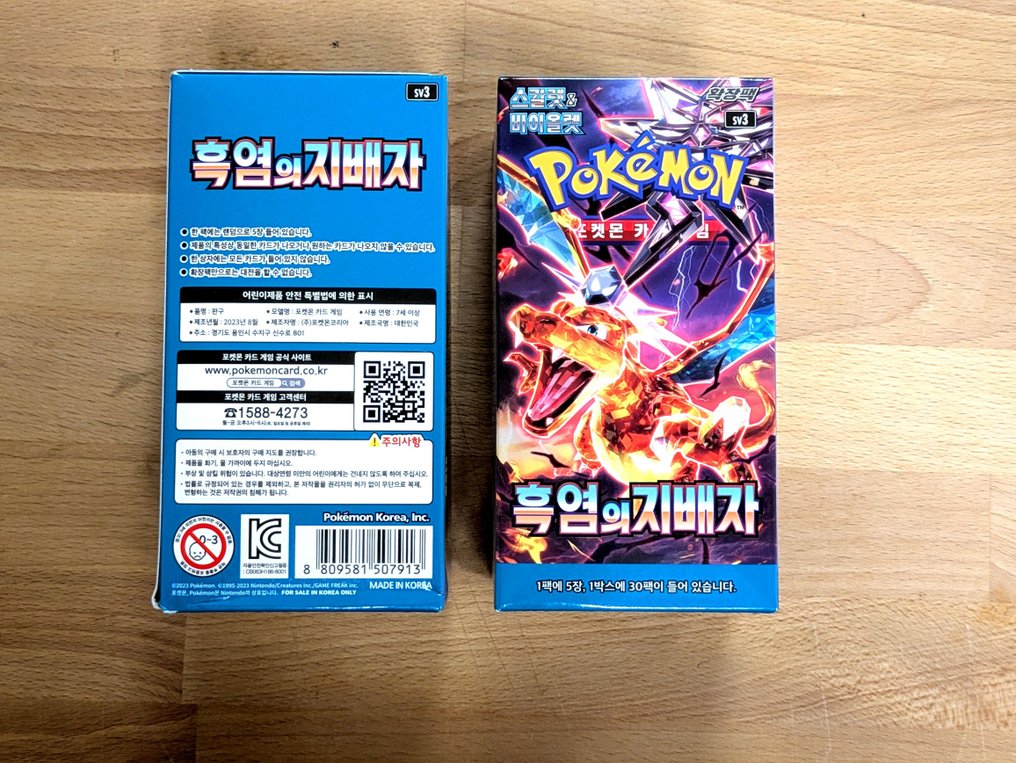 sv3
흑염의 지배자
● 한 팩에는 랜덤으로 5장 들어 있습니다.
● 제품의 특성상 동일한 카드가 나오거나 원하는 카드가 나오지 않을 수 있습니다.
● 한 상자에는 모든 카드가 들어 있지 않습니다.
● 확장팩만으로는 대전을 할 수 없습니다.
어린이제품 안전 특별법에 의한 표시
• 품명 : 완구 • 모델명 : 포켓몬 카드 게임 • 사용 연령 : 7세 이상
• 제조년월 : 2023년 8월 • 제조자명 : (주)포켓몬코리아 • 제조국명 : 대한민국
• 주소 : 경기도 용인시 수지구 신수로 801
포켓몬 카드 게임 공식 사이트
www.pokemoncard.co.kr
포켓몬 카드 게임 검색
포켓몬 카드 게임 고객센터
☎1588-4273
월~금 오후3시~6시
! 주의사항
• 아동의 구매 시 보호자의 구매 지도를 권장합니다.
• 제품을 화기, 물 가까이에 두지 마십시오.
• 부상 및 상킬 위험이 있습니다. 대상연령 미만의 어린이에게는 건네지 않도록 하여 주십시오.
• 법률로 규정되어 있는 경우를 제외하고, 본 저작물을 권리자의 허가 없이 무단으로 복제,
변형하는 것은 저작권의 침해가 됩니다.
0-3
KC
Pokémon Korea, Inc.
8 809581 507913
©2023 Pokémon. ©1995-2023 Nintendo/Creatures Inc./GAME FREAK inc.
포켓몬, Pokémon은 Nintendo의 상표입니다. FOR SALE IN KOREA ONLY
MADE IN KOREA
스칼렛&
바이올렛
확장팩
sv3
POKéMON
™
포켓몬 카 임
흑염의 지배자
1팩에 5장, 1박스에 30팩이 들어 있습니다.